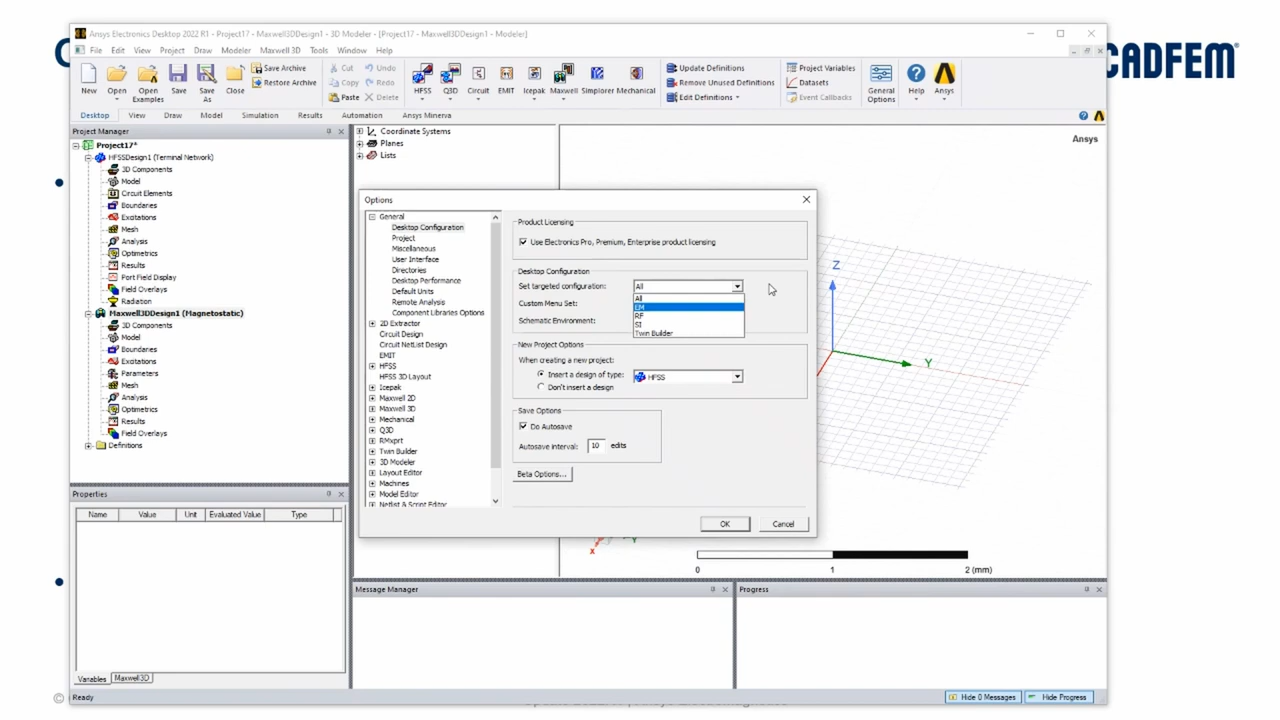 CADFEM®
Ansys Electronics Desktop 2022 R1 - Project17 - Maxwell3DDesign1 - 3D Modeler - [Project17 - Maxwell3DDesign1 - Modeler]
File Edit View Project Draw Modeler Maxwell 3D Tools Window Help
New Open Open Examples Save Save As Close
Save Archive
Restore Archive
Cut Undo
Copy Redo
Paste Delete
HFSS Q3D Circuit EMIT Icepak Maxwell Simplorer Mechanical
Update Definitions
Remove Unused Definitions
Edit Definitions
Project Variables
Datasets
Event Callbacks
General Options
Help
Ansys
Desktop View Draw Model Simulation Results Automation Ansys Minerva
Project Manager
Project17*
HFSSDesign1 (Terminal Network)
3D Components
Model
Circuit Elements
Boundaries
Excitations
Mesh
Analysis
Optimetrics
Results
Port Field Display
Field Overlays
Radiation
Maxwell3DDesign1 (Magnetostatic)
3D Components
Model
Boundaries
Excitations
Parameters
Mesh
Analysis
Optimetrics
Results
Field Overlays
Definitions
Coordinate Systems
Planes
Lists
Ansys
Z
Y
Options
General
Desktop Configuration
Project
Miscellaneous
User Interface
Directories
Desktop Performance
Default Units
Remote Analysis
Component Libraries Options
2D Extractor
Circuit Design
Circuit NetList Design
EMIT
HFSS
HFSS 3D Layout
Icepak
Maxwell 2D
Maxwell 3D
Mechanical
Q3D
RMxprt
Twin Builder
3D Modeler
Layout Editor
Machines
Model Editor
Netlist & Script Editor
Product Licensing
Use Electronics Pro, Premium, Enterprise product licensing
Desktop Configuration
Set targeted configuration: All
All
EM
RF
SI
Twin Builder
Custom Menu Set:
Schematic Environment:
New Project Options
When creating a new project:
Insert a design of type: HFSS
Don't insert a design
Save Options
Do Autosave
Autosave interval: 10 edits
Beta Options...
OK Cancel
X
Y
0 1 2 (mm)
Properties
Name Value Unit Evaluated Value Type
Variables Maxwell3D
Message Manager
Progress
Ready
Hide 0 Messages Hide Progress
©